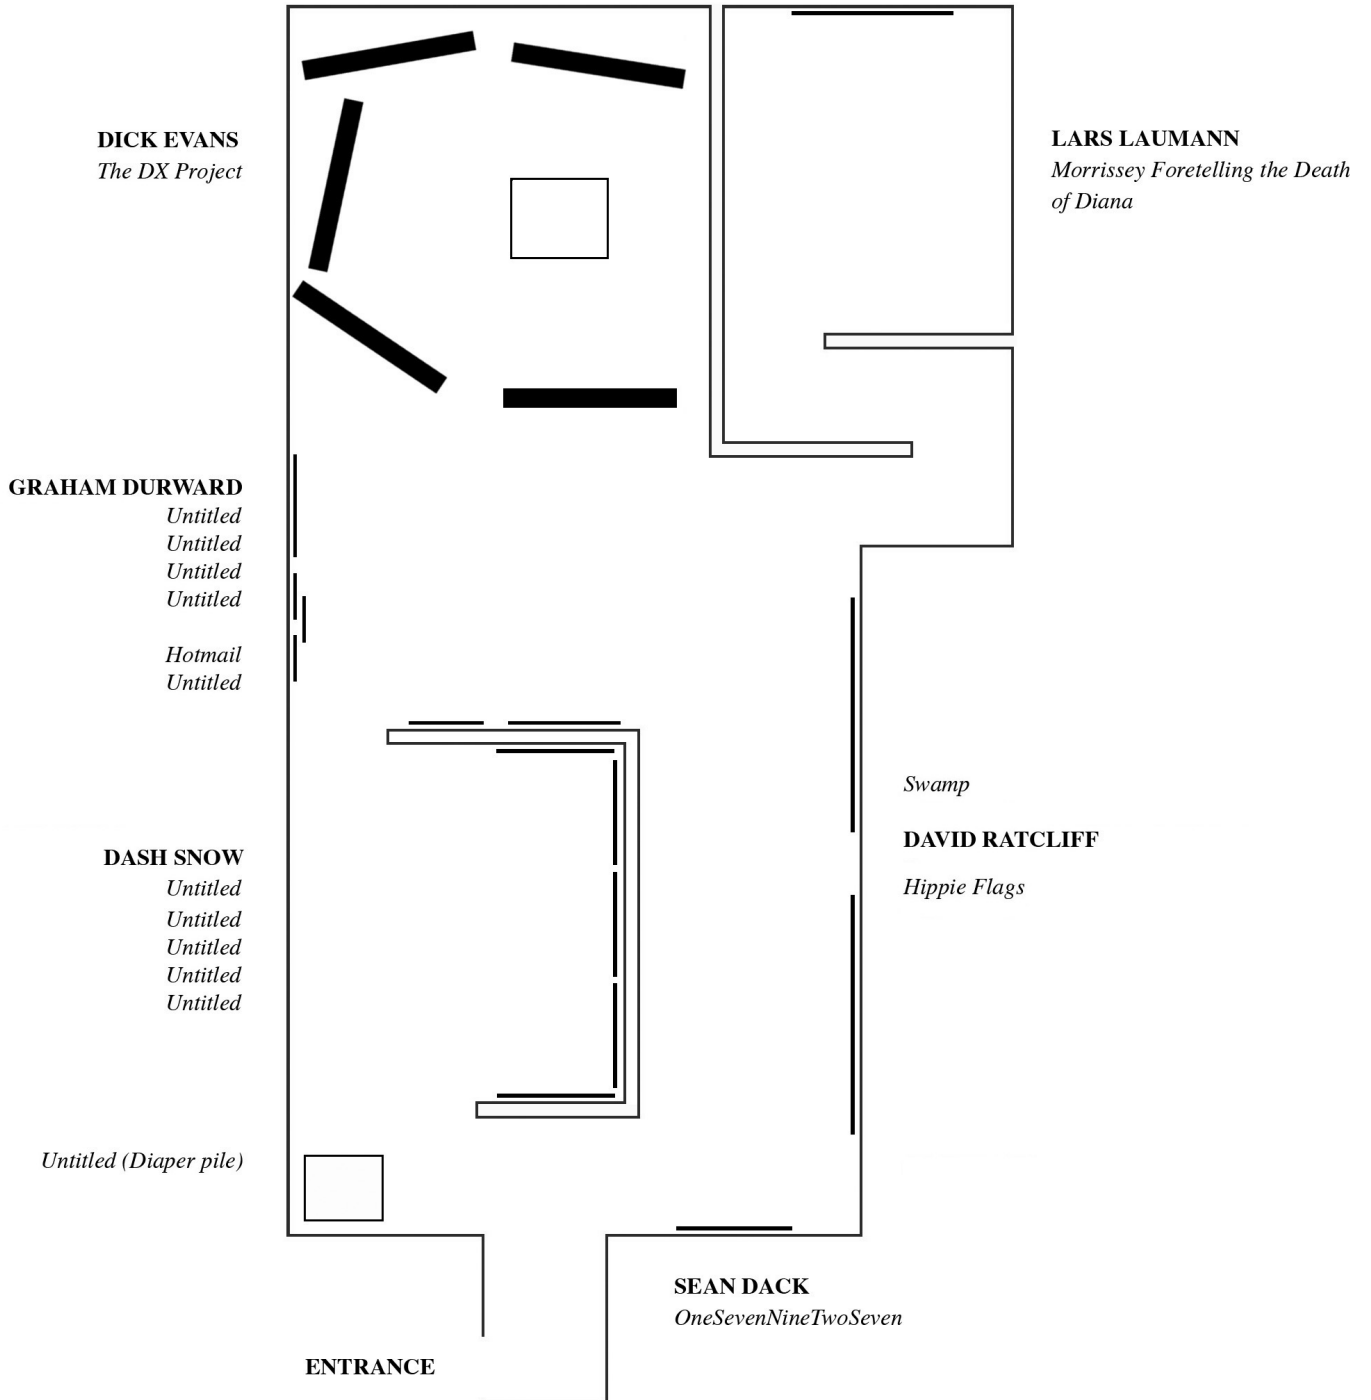 DICK EVANS
The DX Project
LARS LAUMANN
Morrissey Foretelling the Death
of Diana
GRAHAM DURWARD
Untitled
Untitled
Untitled
Untitled
Hotmail
Untitled
Swamp
DAVID RATCLIFF
Hippie Flags
DASH SNOW
Untitled
Untitled
Untitled
Untitled
Untitled
Untitled (Diaper pile)
SEAN DACK
OneSevenNineTwoSeven
ENTRANCE